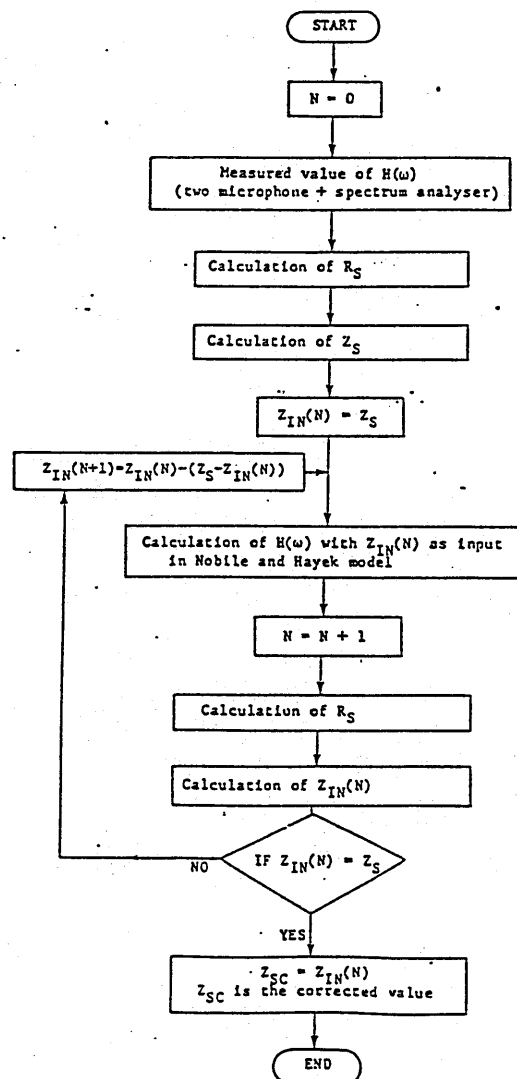 START
N = 0
Measured value of H(ω)
(two microphone + spectrum analyser)
Calculation of R_S
Calculation of Z_S
Z_IN(N) = Z_S
Z_IN(N+1)=Z_IN(N)-(Z_S-Z_IN(N))
Calculation of H(ω) with Z_IN(N) as input
in Nobile and Hayek model
N = N + 1
Calculation of R_S
Calculation of Z_IN(N)
IF Z_IN(N) = Z_S
NO
YES
Z_SC = Z_IN(N)
Z_SC is the corrected value
END